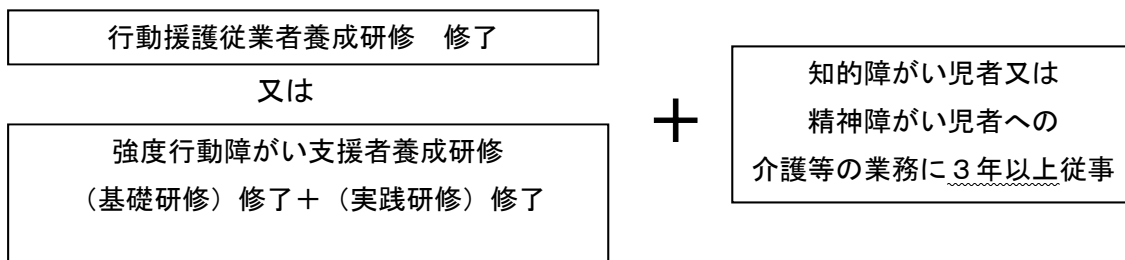 行動援護従業者養成研修　修了
又は
強度行動障がい支援者養成研修
（基礎研修）修了＋（実践研修）修了
＋
知的障がい児者又は
精神障がい児者への
介護等の業務に３年以上従事